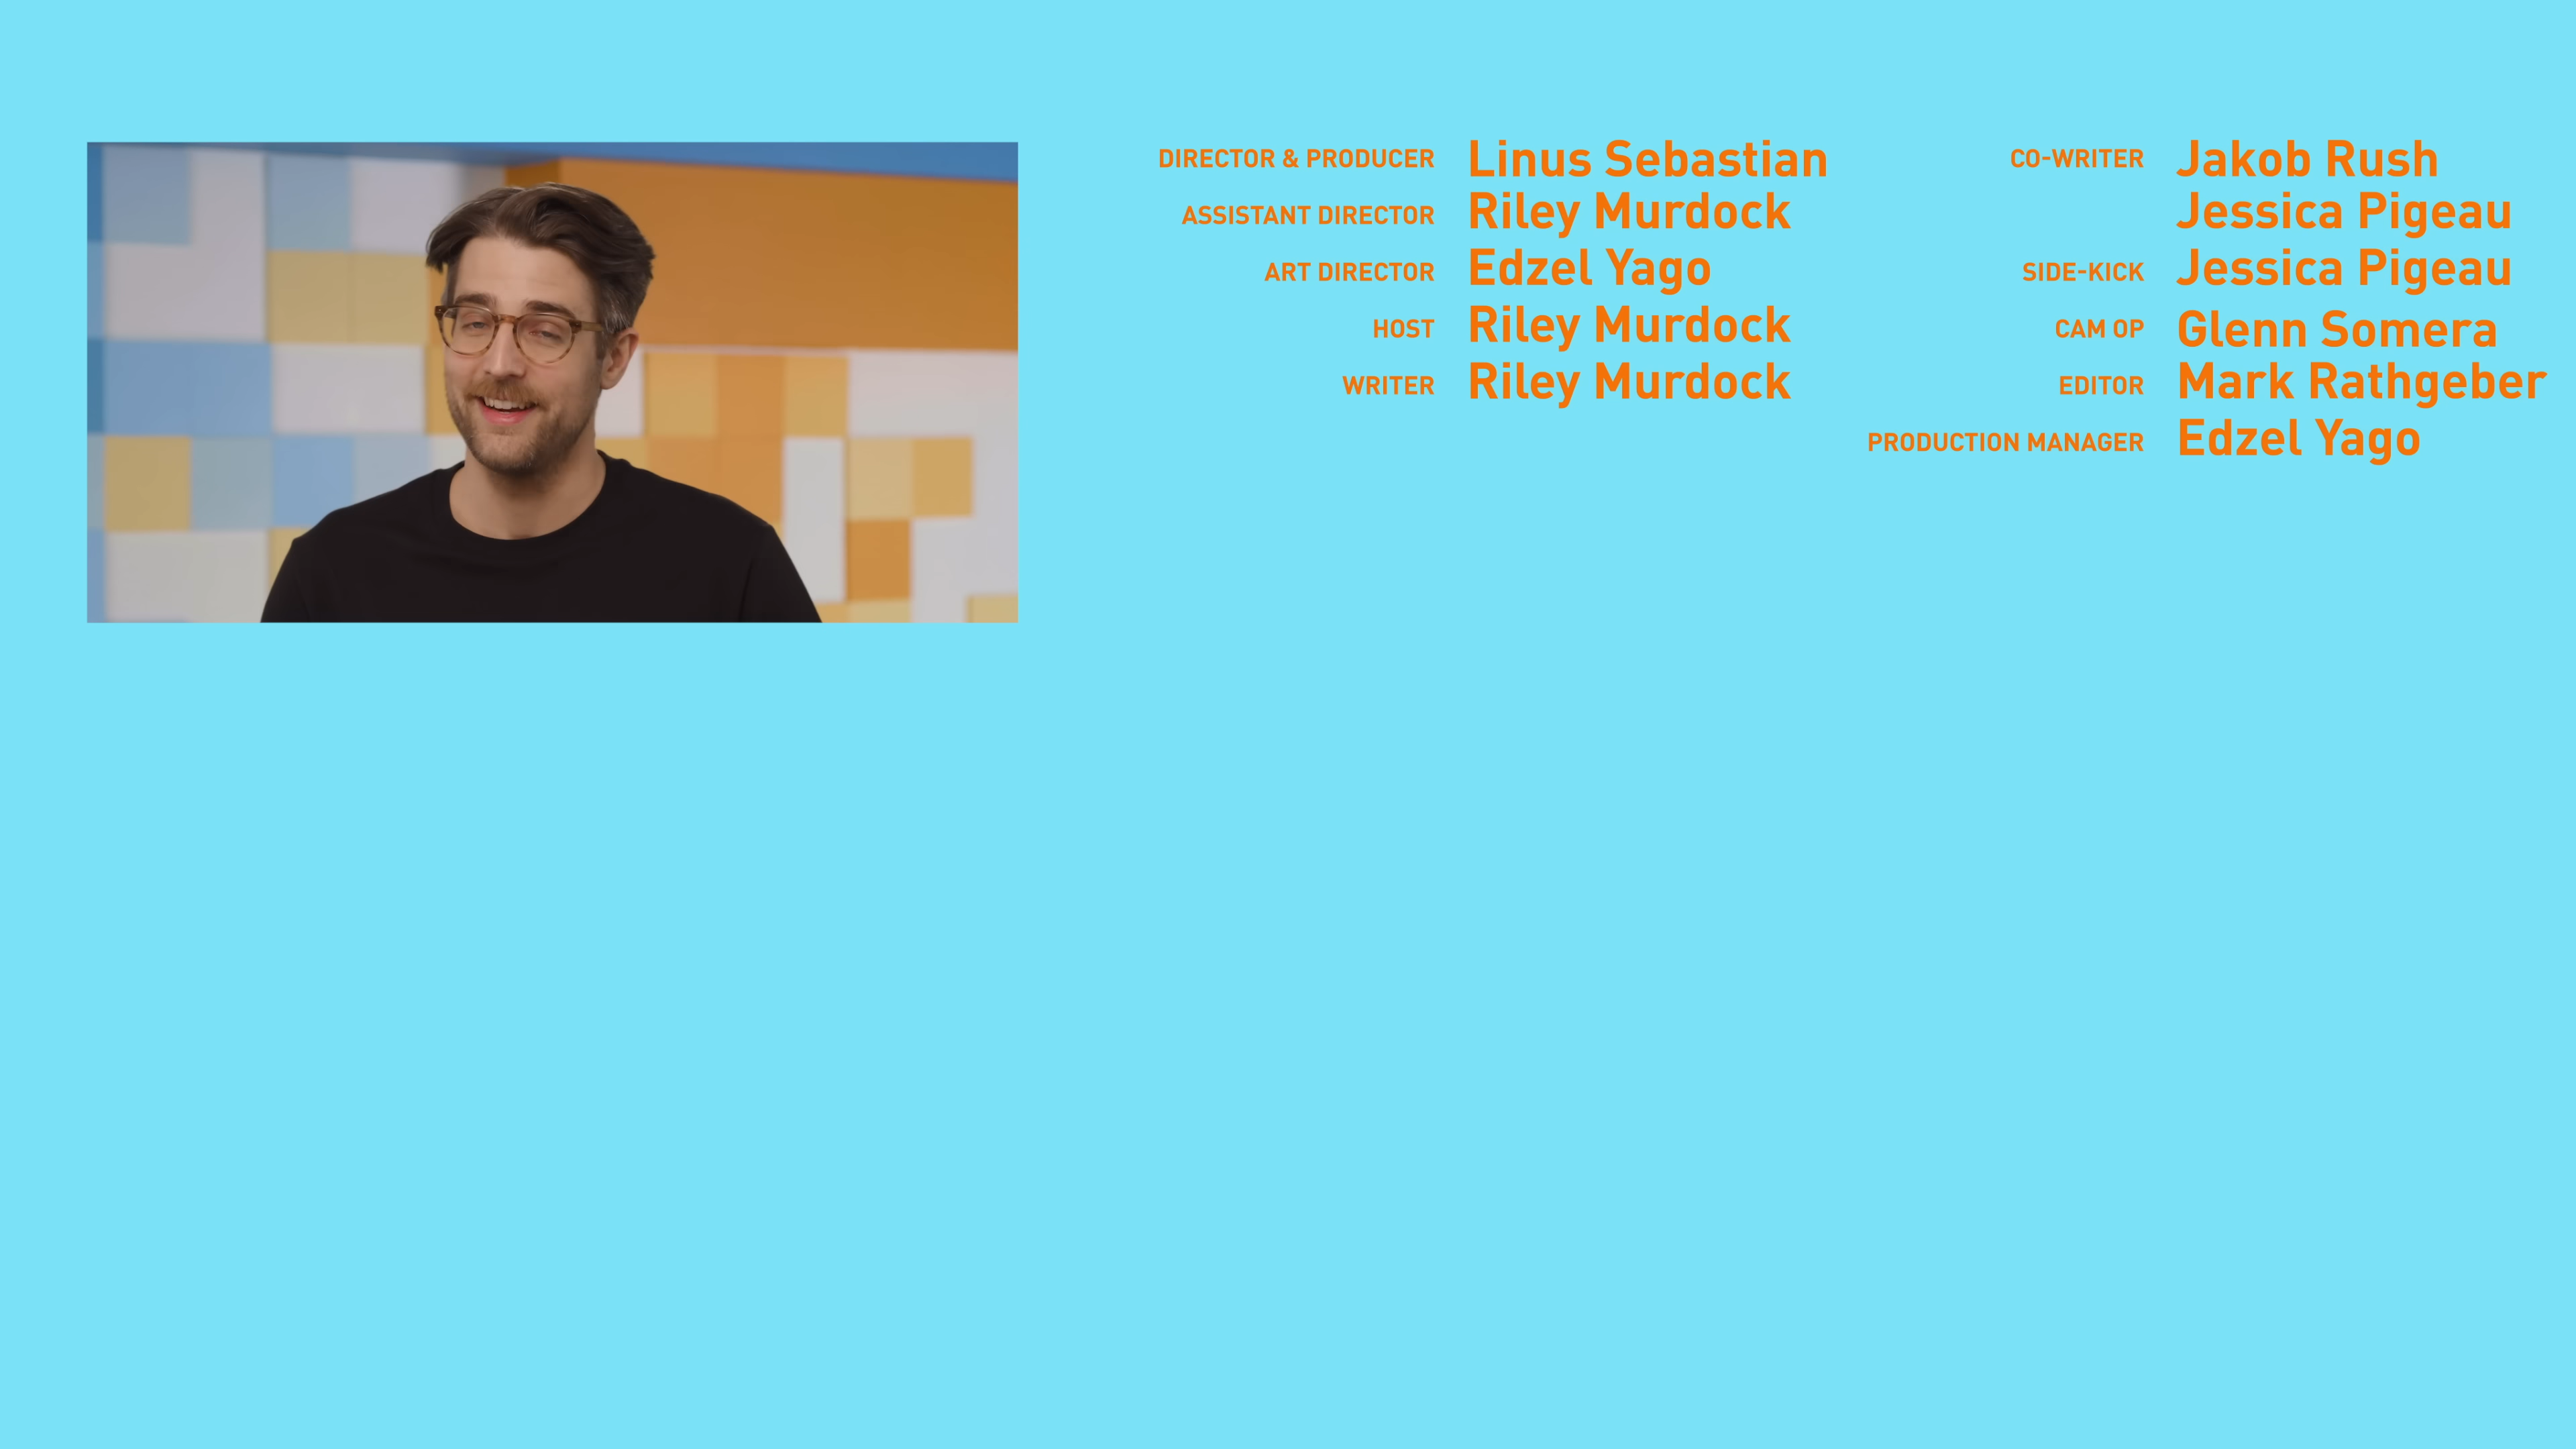 DIRECTOR & PRODUCER Linus Sebastian
ASSISTANT DIRECTOR Riley Murdock
ART DIRECTOR Edzel Yago
HOST Riley Murdock
WRITER Riley Murdock
CO-WRITER Jakob Rush
Jessica Pigeau
SIDE-KICK Jessica Pigeau
CAM OP Glenn Somera
EDITOR Mark Rathgeber
PRODUCTION MANAGER Edzel Yago